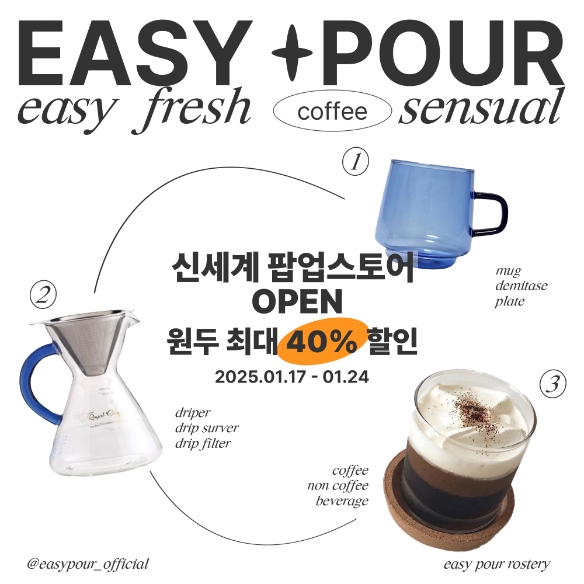 EASY POUR
easy fresh coffee sensual
1
mug
demitase
plate
신세계 팝업스토어
OPEN
원두 최대 40% 할인
2025.01.17 - 01.24
2
driper
drip surver
drip filter
3
coffee
non coffee
beverage
@easypour_official
easy pour rostery